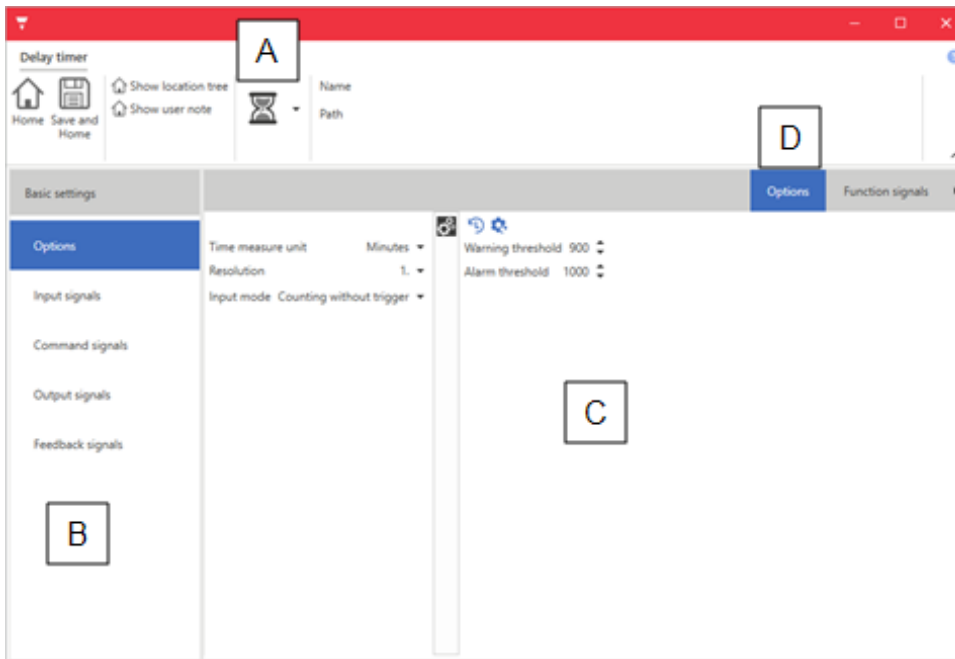 A
Delay timer
Home
Save and Home
Show location tree
Show user note
Name
Path
D
Basic settings
Options
Function signals
Options
Input signals
Command signals
Output signals
Feedback signals
B
Time measure unit Minutes
Resolution 1.
Input mode Counting without trigger
Warning threshold 900
Alarm threshold 1000
C